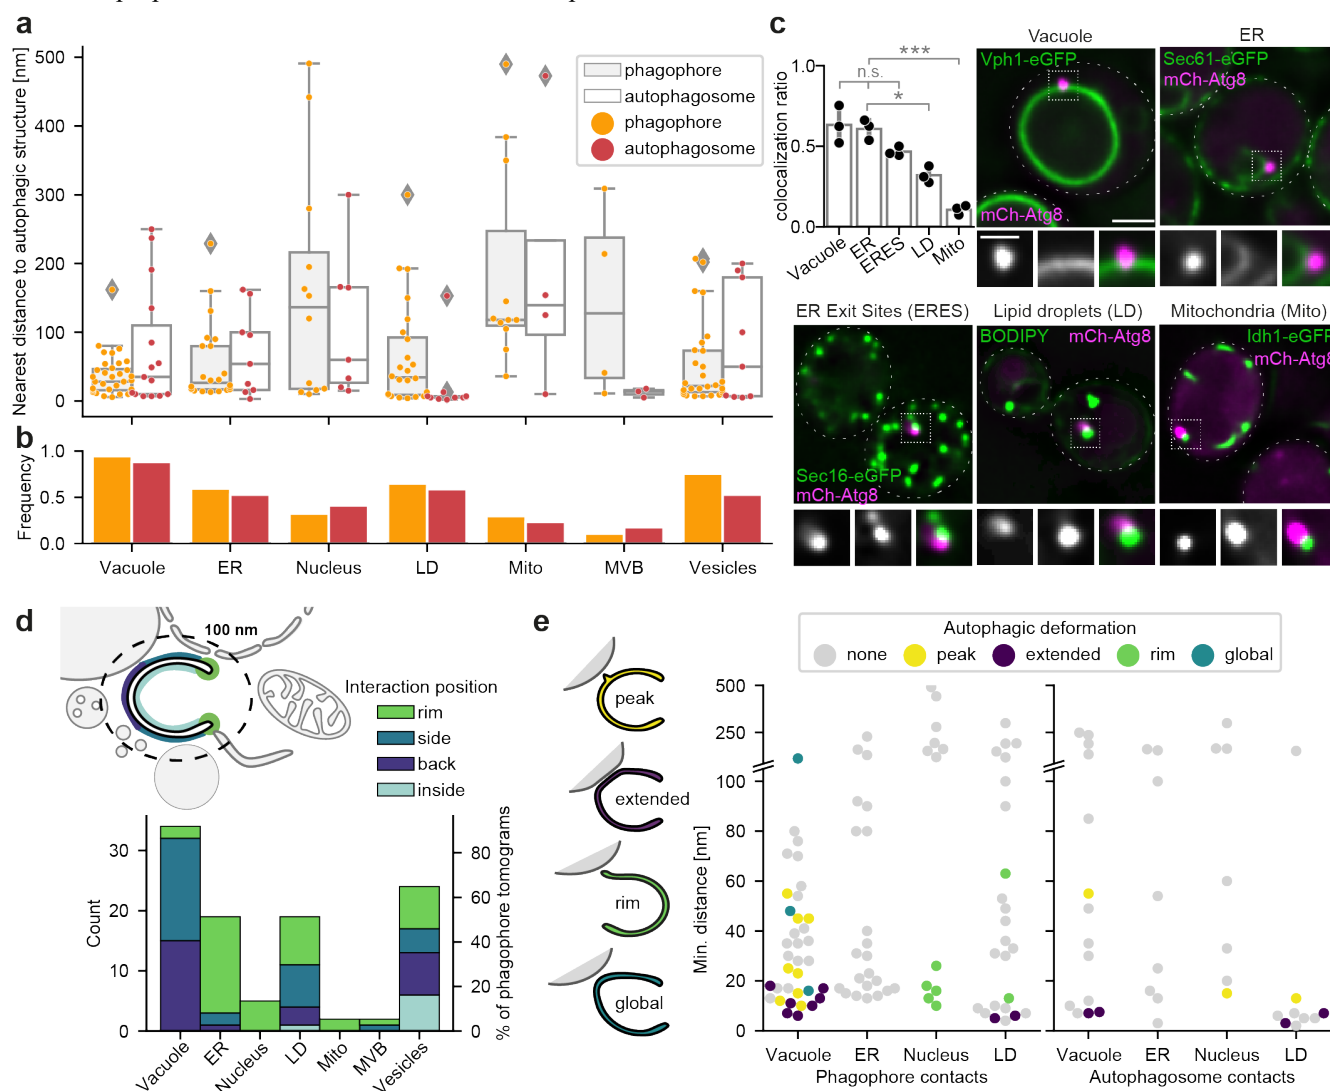 a
Nearest distance to autophagic structure [nm]
500
400
300
200
100
0
phagophore
autophagosome
phagophore
autophagosome
b
Frequency
1.0
0.5
0.0
Vacuole
ER
Nucleus
LD
Mito
MVB
Vesicles
c
colocalization ratio
1.0
0.5
0.0
***
n.s.
*
Vacuole
ER
ERES
LD
Mito
Vacuole
Vph1-eGFP
mCh-Atg8
ER
Sec61-eGFP
mCh-Atg8
ER Exit Sites (ERES)
Sec16-eGFP
mCh-Atg8
Lipid droplets (LD)
BODIPY
mCh-Atg8
Mitochondria (Mito)
Idh1-eGFP
mCh-Atg8
d
100 nm
Interaction position
rim
side
back
inside
Count
30
20
10
0
% of phagophore tomograms
80
60
40
20
0
Vacuole
ER
Nucleus
LD
Mito
MVB
Vesicles
e
peak
extended
rim
global
Autophagic deformation
none
peak
extended
rim
global
Min. distance [nm]
500
250
100
80
60
40
20
0
Vacuole
ER
Nucleus
LD
Phagophore contacts
Vacuole
ER
Nucleus
LD
Autophagosome contacts